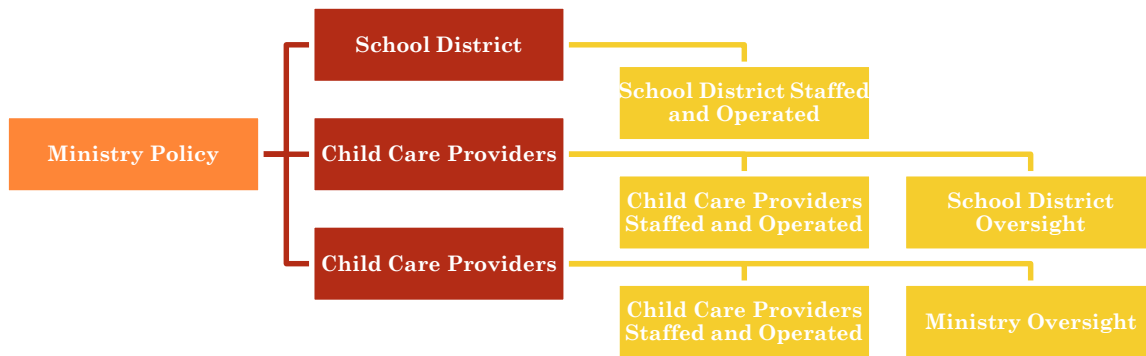 School District
School District Staffed
and Operated
Ministry Policy
Child Care Providers
Child Care Providers
Staffed and Operated
School District
Oversight
Child Care Providers
Child Care Providers
Staffed and Operated
Ministry Oversight